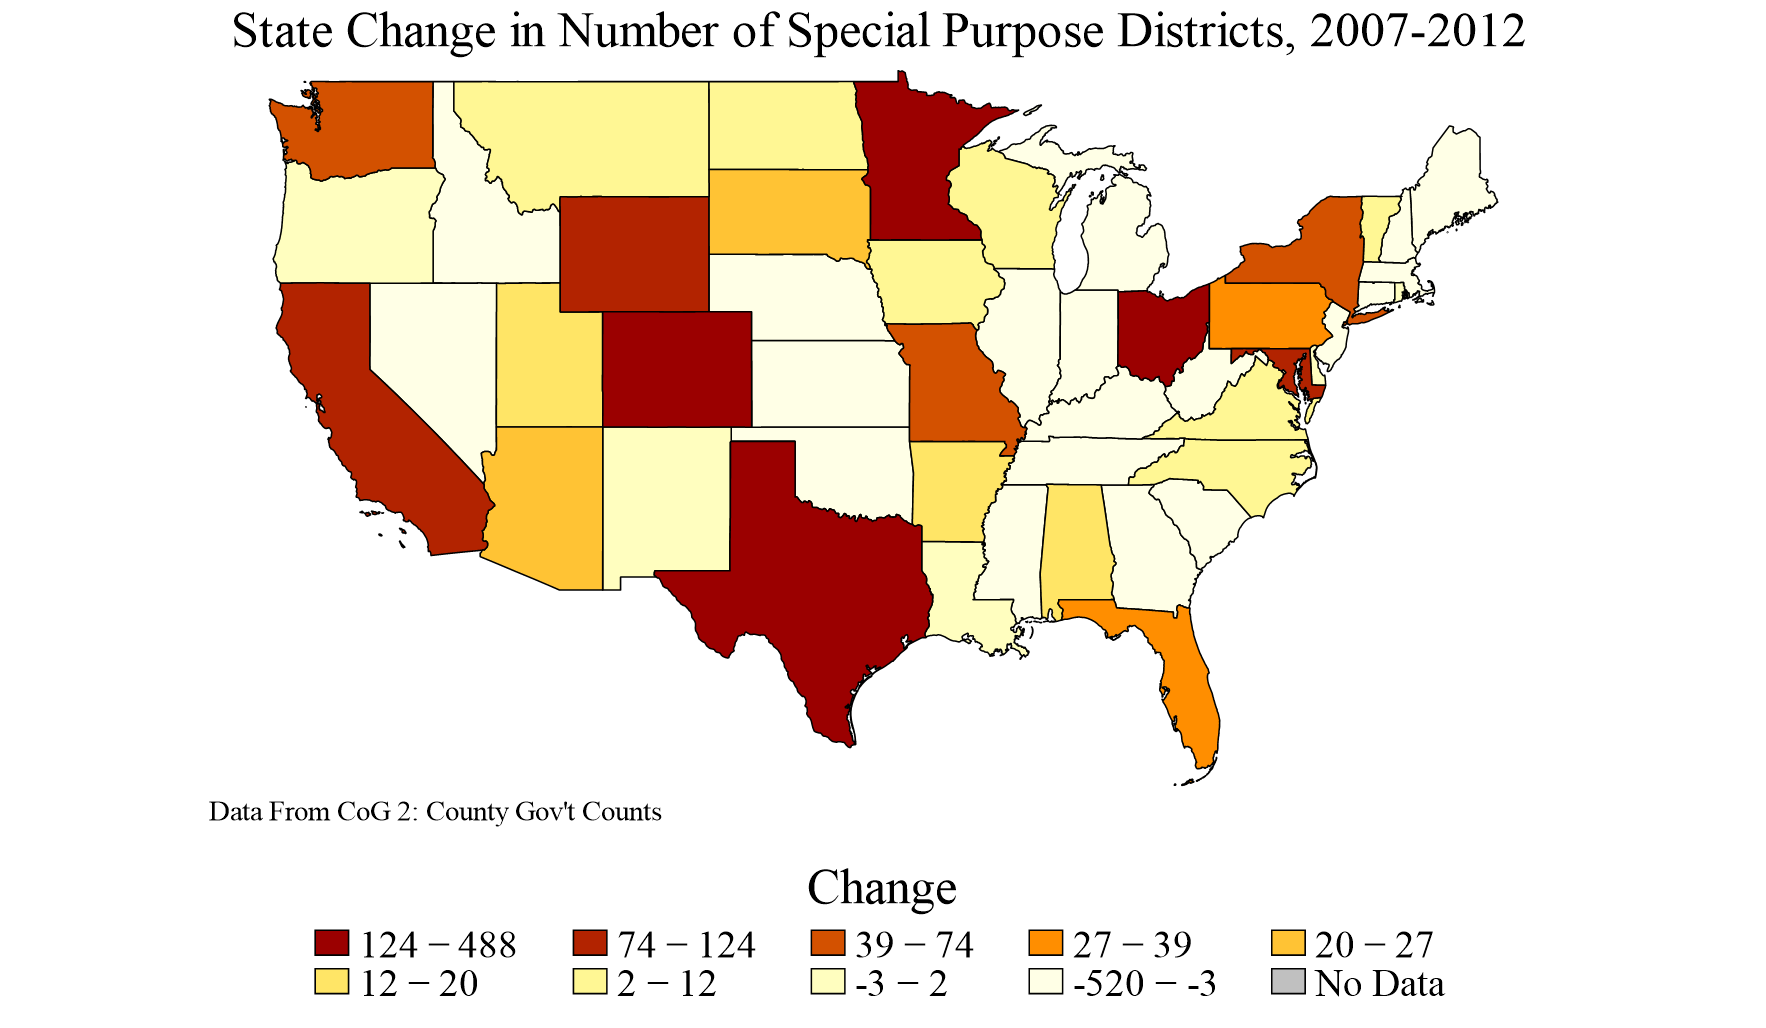 State Change in Number of Special Purpose Districts, 2007-2012
Data From CoG 2: County Gov't Counts
Change
124 − 488 74 − 124 39 − 74 27 − 39 20 − 27
12 − 20 2 − 12 -3 − 2 -520 − -3 No Data